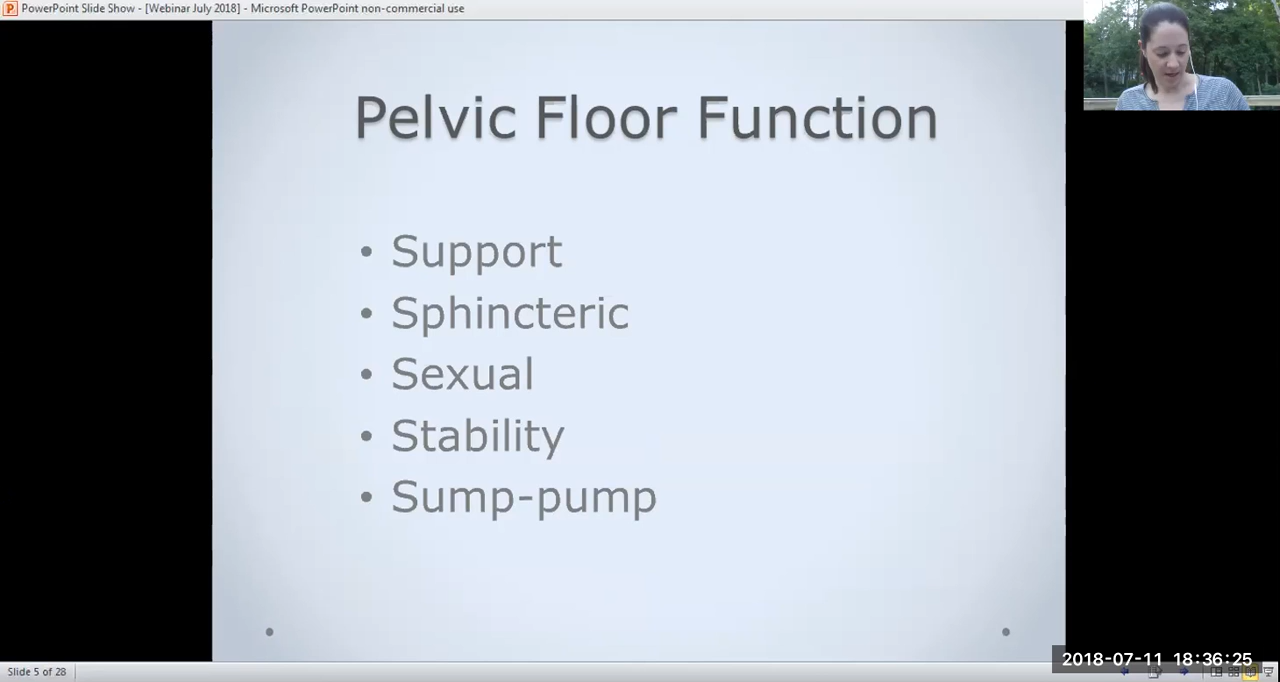 PowerPoint Slide Show - [Webinar July 2018] - Microsoft PowerPoint non-commercial use
Pelvic Floor Function
• Support
• Sphincteric
• Sexual
• Stability
• Sump-pump
2018-07-11 18:36:25
Slide 5 of 28